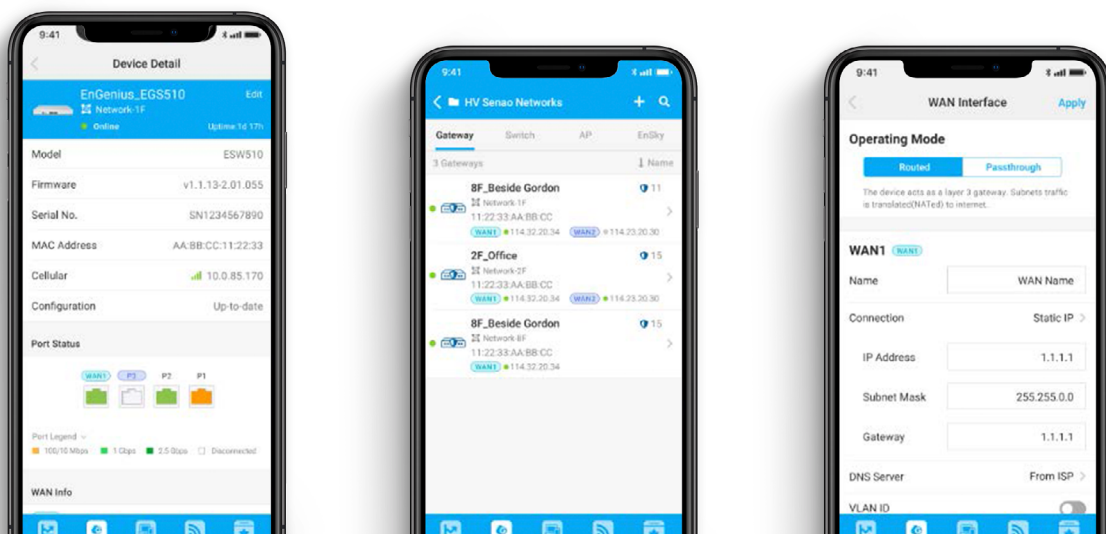 9:41
Device Detail
EnGenius_EGS510 Edit
Network-1F
Online Uptime:1d 17h
Model ESW510
Firmware v1.1.13-2.01.055
Serial No. SN1234567890
MAC Address AA:BB:CC:11:22:33
Cellular 10.0.85.170
Configuration Up-to-date
Port Status
WAN1 P3 P2 P1
Port Legend
100/10 Mbps 1 Gbps 2.5 Gbps Disconnected
WAN Info
9:41
HV Senao Networks
Gateway Switch AP EnSky
3 Gateways Name
8F_Beside Gordon 11
Network-1F
11:22:33:AA:BB:CC
WAN1 114.32.20.34 WAN2 114.23.20.30
2F_Office 15
Network-2F
11:22:33:AA:BB:CC
WAN1 114.32.20.34 WAN2 114.23.20.30
8F_Beside Gordon 15
Network-8F
11:22:33:AA:BB:CC
WAN1 114.32.20.34
9:41
WAN Interface Apply
Operating Mode
Routed Passthrough
The device acts as a layer 3 gateway. Subnets traffic
is translated(NATed) to internet.
WAN1 WAN1
Name WAN Name
Connection Static IP
IP Address 1.1.1.1
Subnet Mask 255.255.0.0
Gateway 1.1.1.1
DNS Server From ISP
VLAN ID